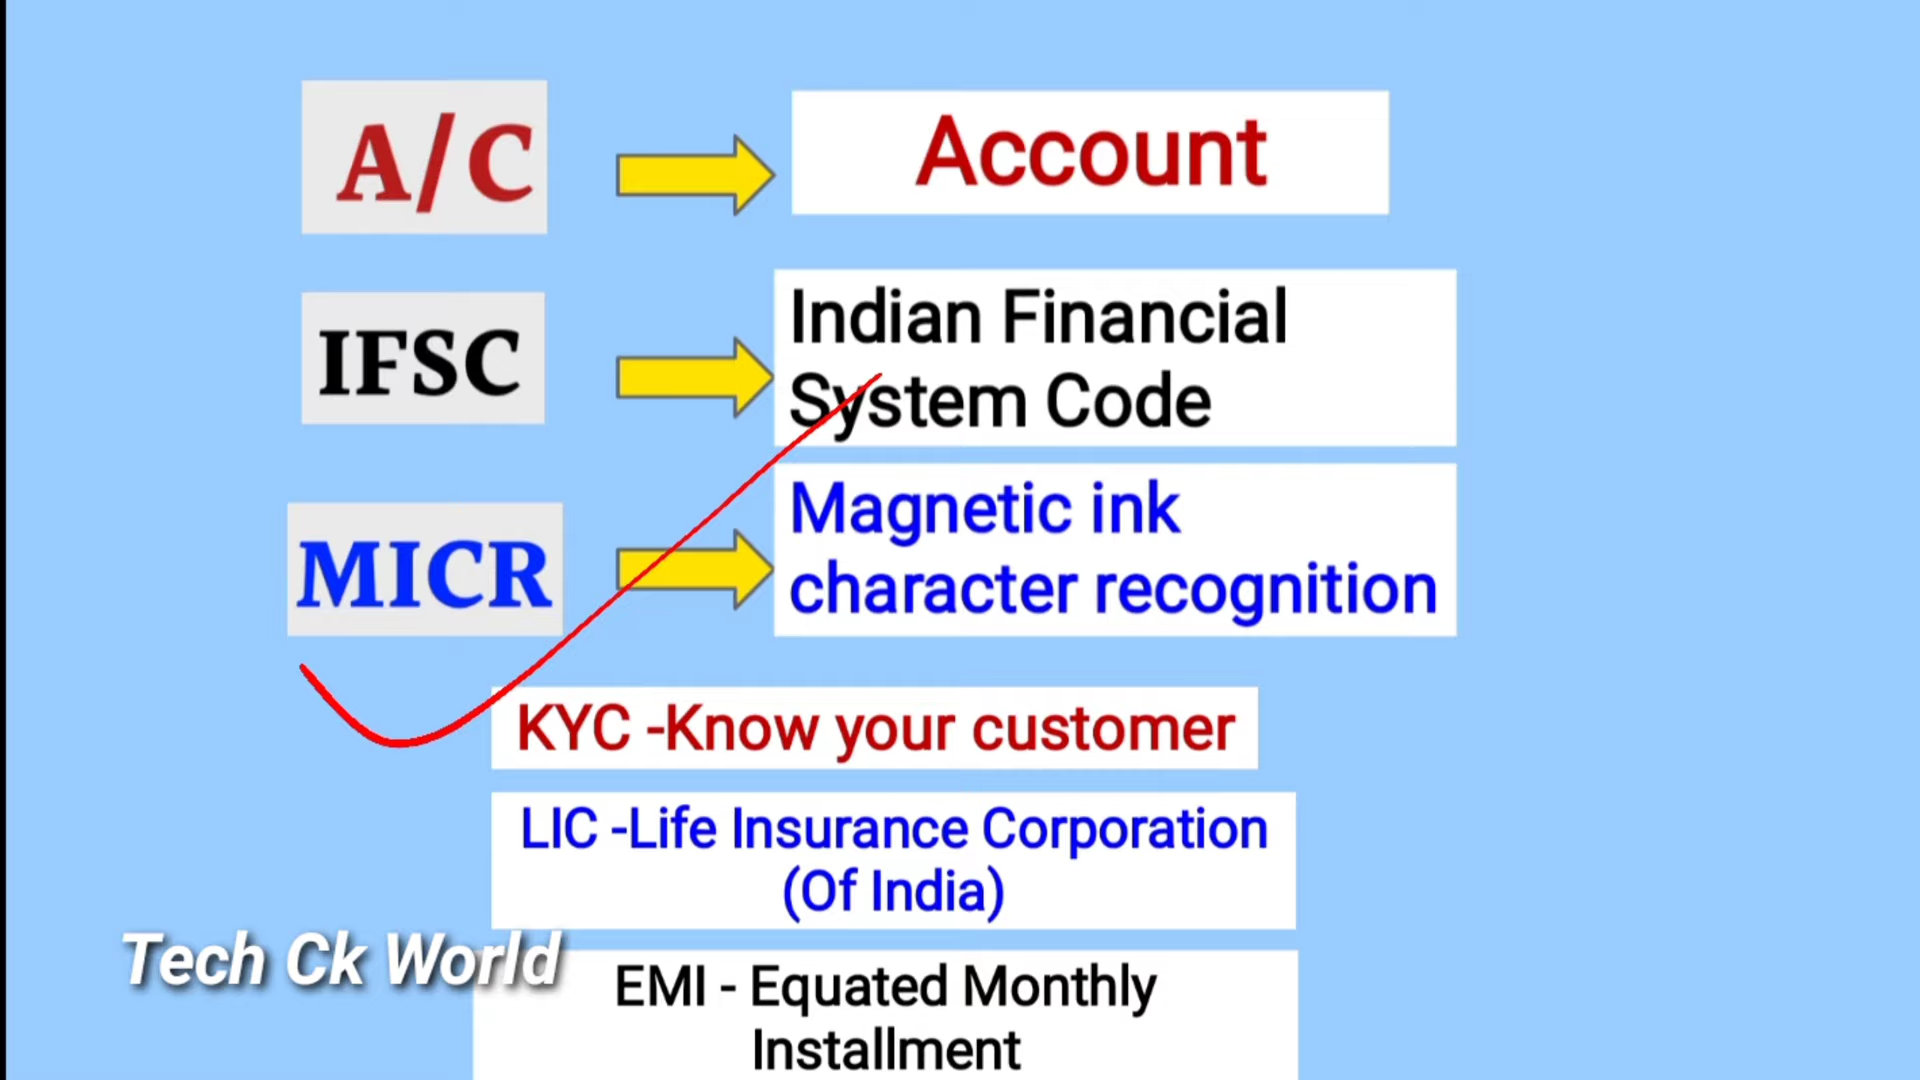 A/C
Account
IFSC
Indian Financial
System Code
MICR
Magnetic ink
character recognition
KYC -Know your customer
LIC -Life Insurance Corporation
(Of India)
Tech Ck World
EMI - Equated Monthly
Installment